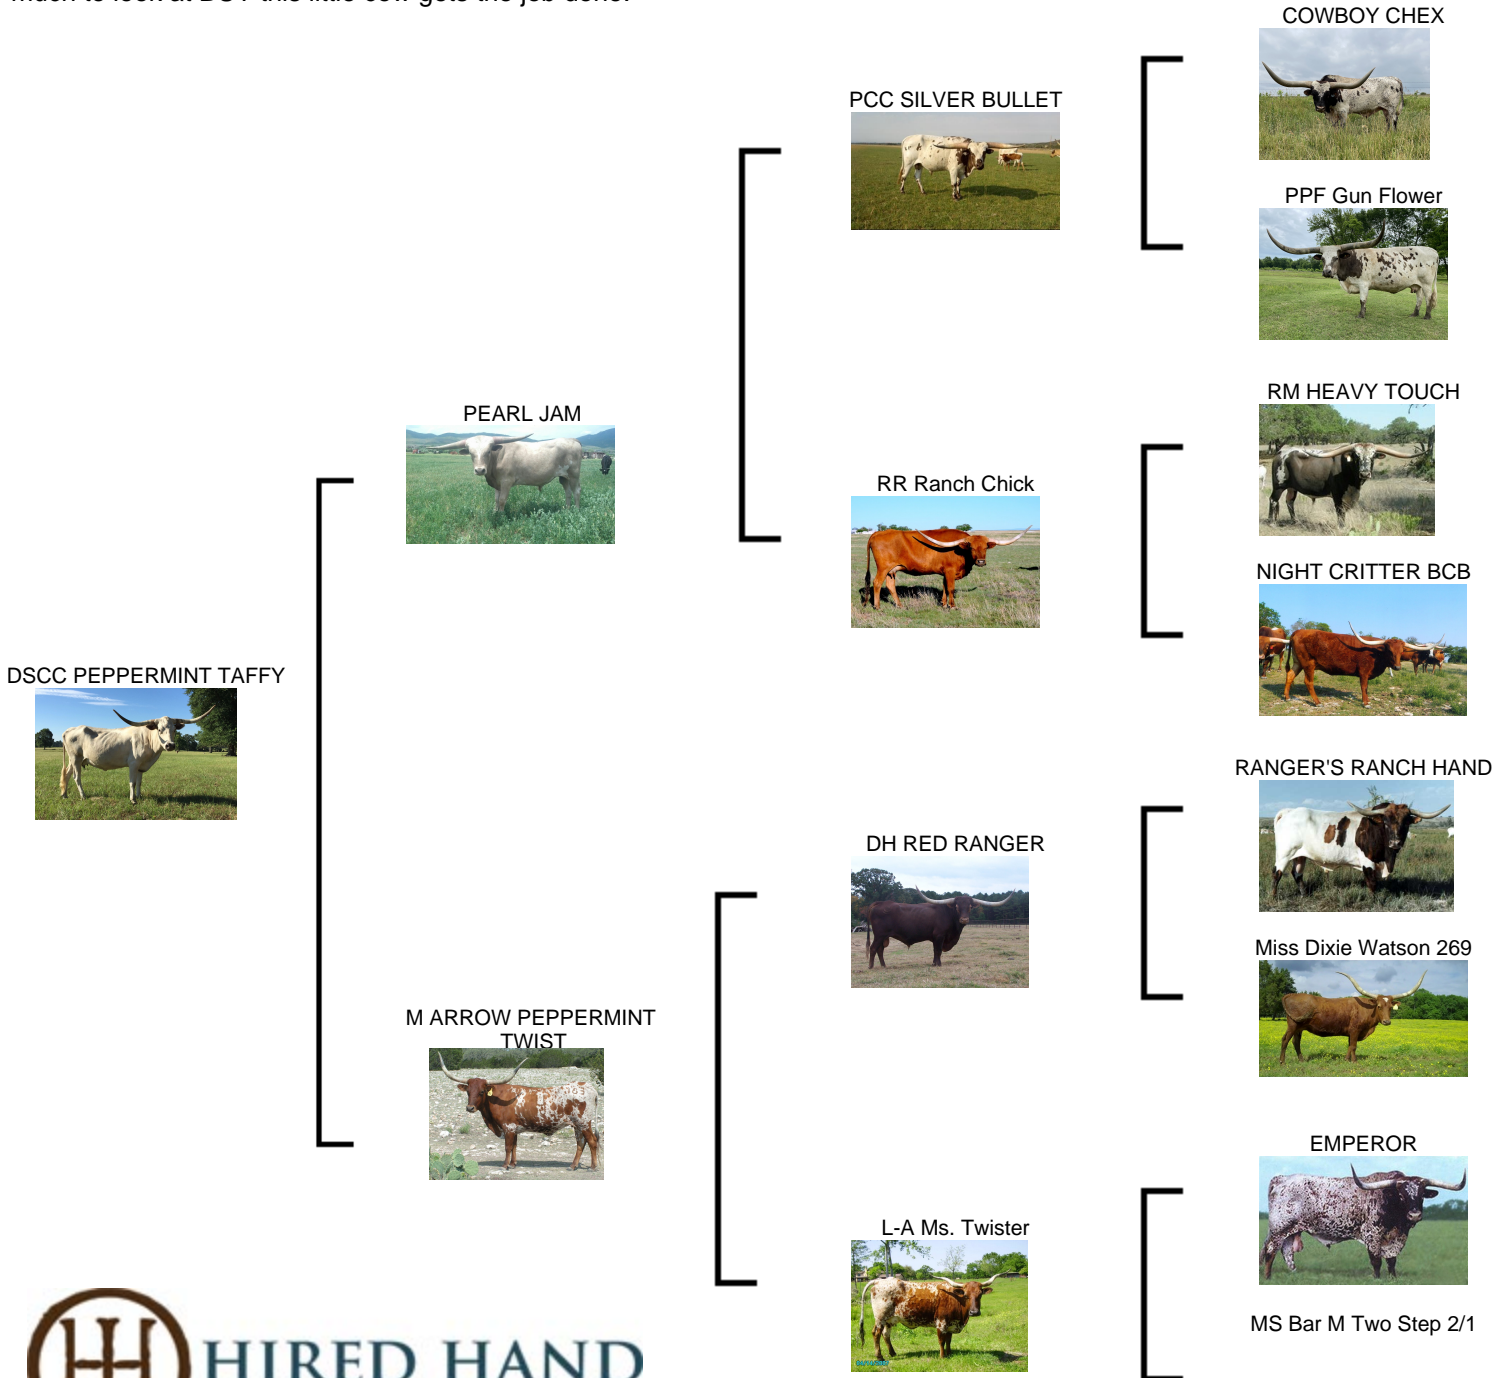 COWBOY CHEX
PCC SILVER BULLET
PPF Gun Flower
RM HEAVY TOUCH
PEARL JAM
RR Ranch Chick
NIGHT CRITTER BCB
DSCC PEPPERMINT TAFFY
RANGER'S RANCH HAND
DH RED RANGER
Miss Dixie Watson 269
M ARROW PEPPERMINT
TWIST
EMPEROR
L-A Ms. Twister
MS Bar M Two Step 2/1
HIRED HAND